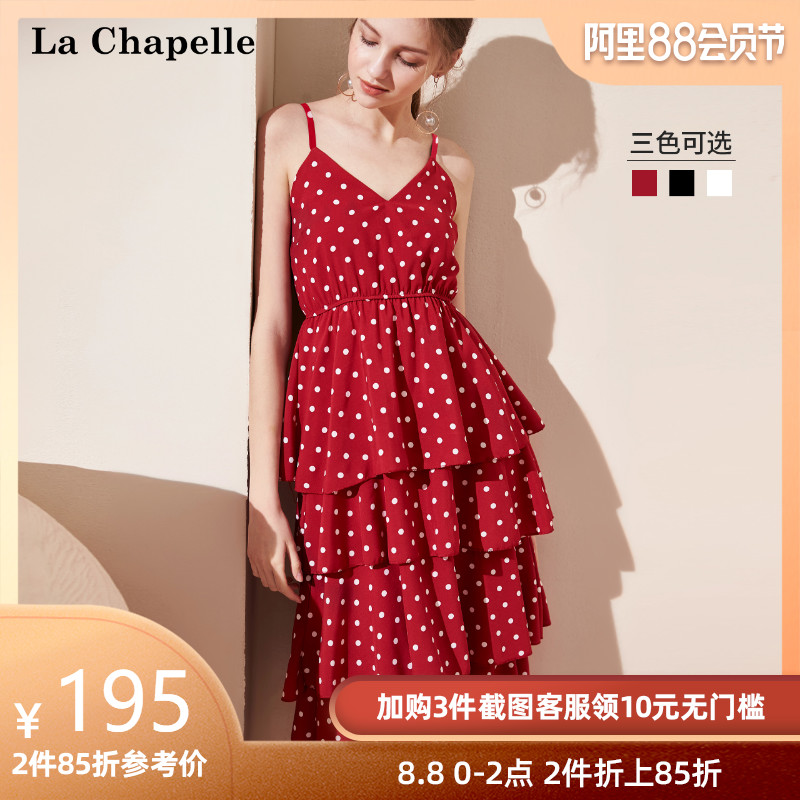 La Chapelle
阿里88会员节
三色可选
¥195
2件85折参考价
加购3件截图客服领10元无门槛
8.8 0-2点 2件折上85折